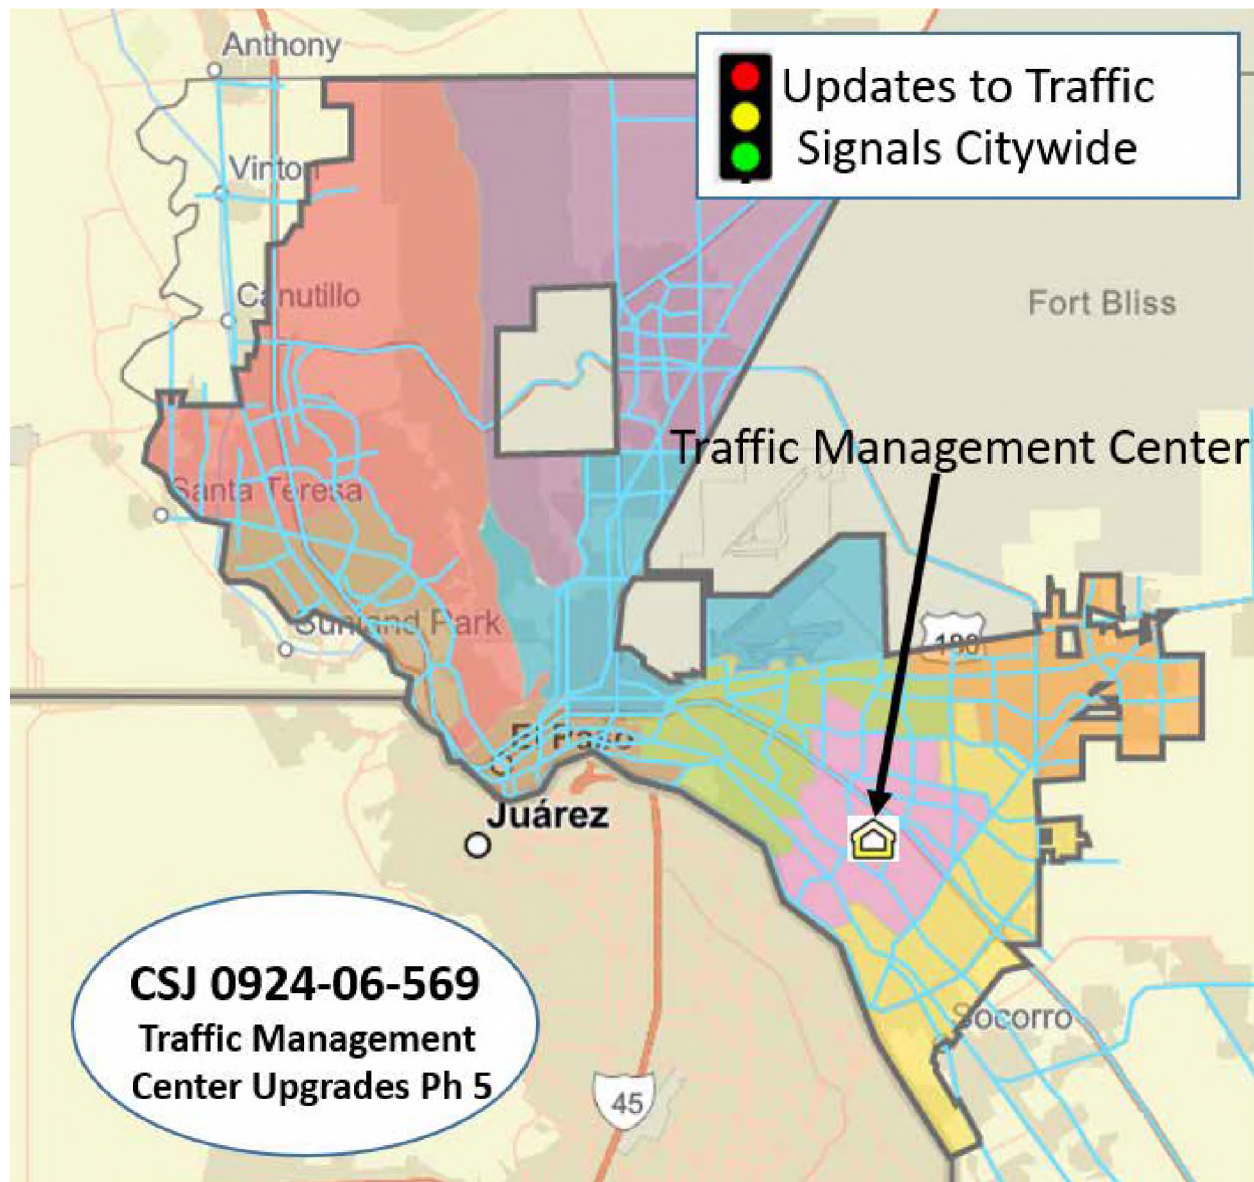 Anthony
Updates to Traffic
Signals Citywide
Vinton
Canutillo
Fort Bliss
Traffic Management Center
Santa Teresa
Sunland Park
180
El Paso
Juárez
CSJ 0924-06-569
Traffic Management
Center Upgrades Ph 5
Socorro
45